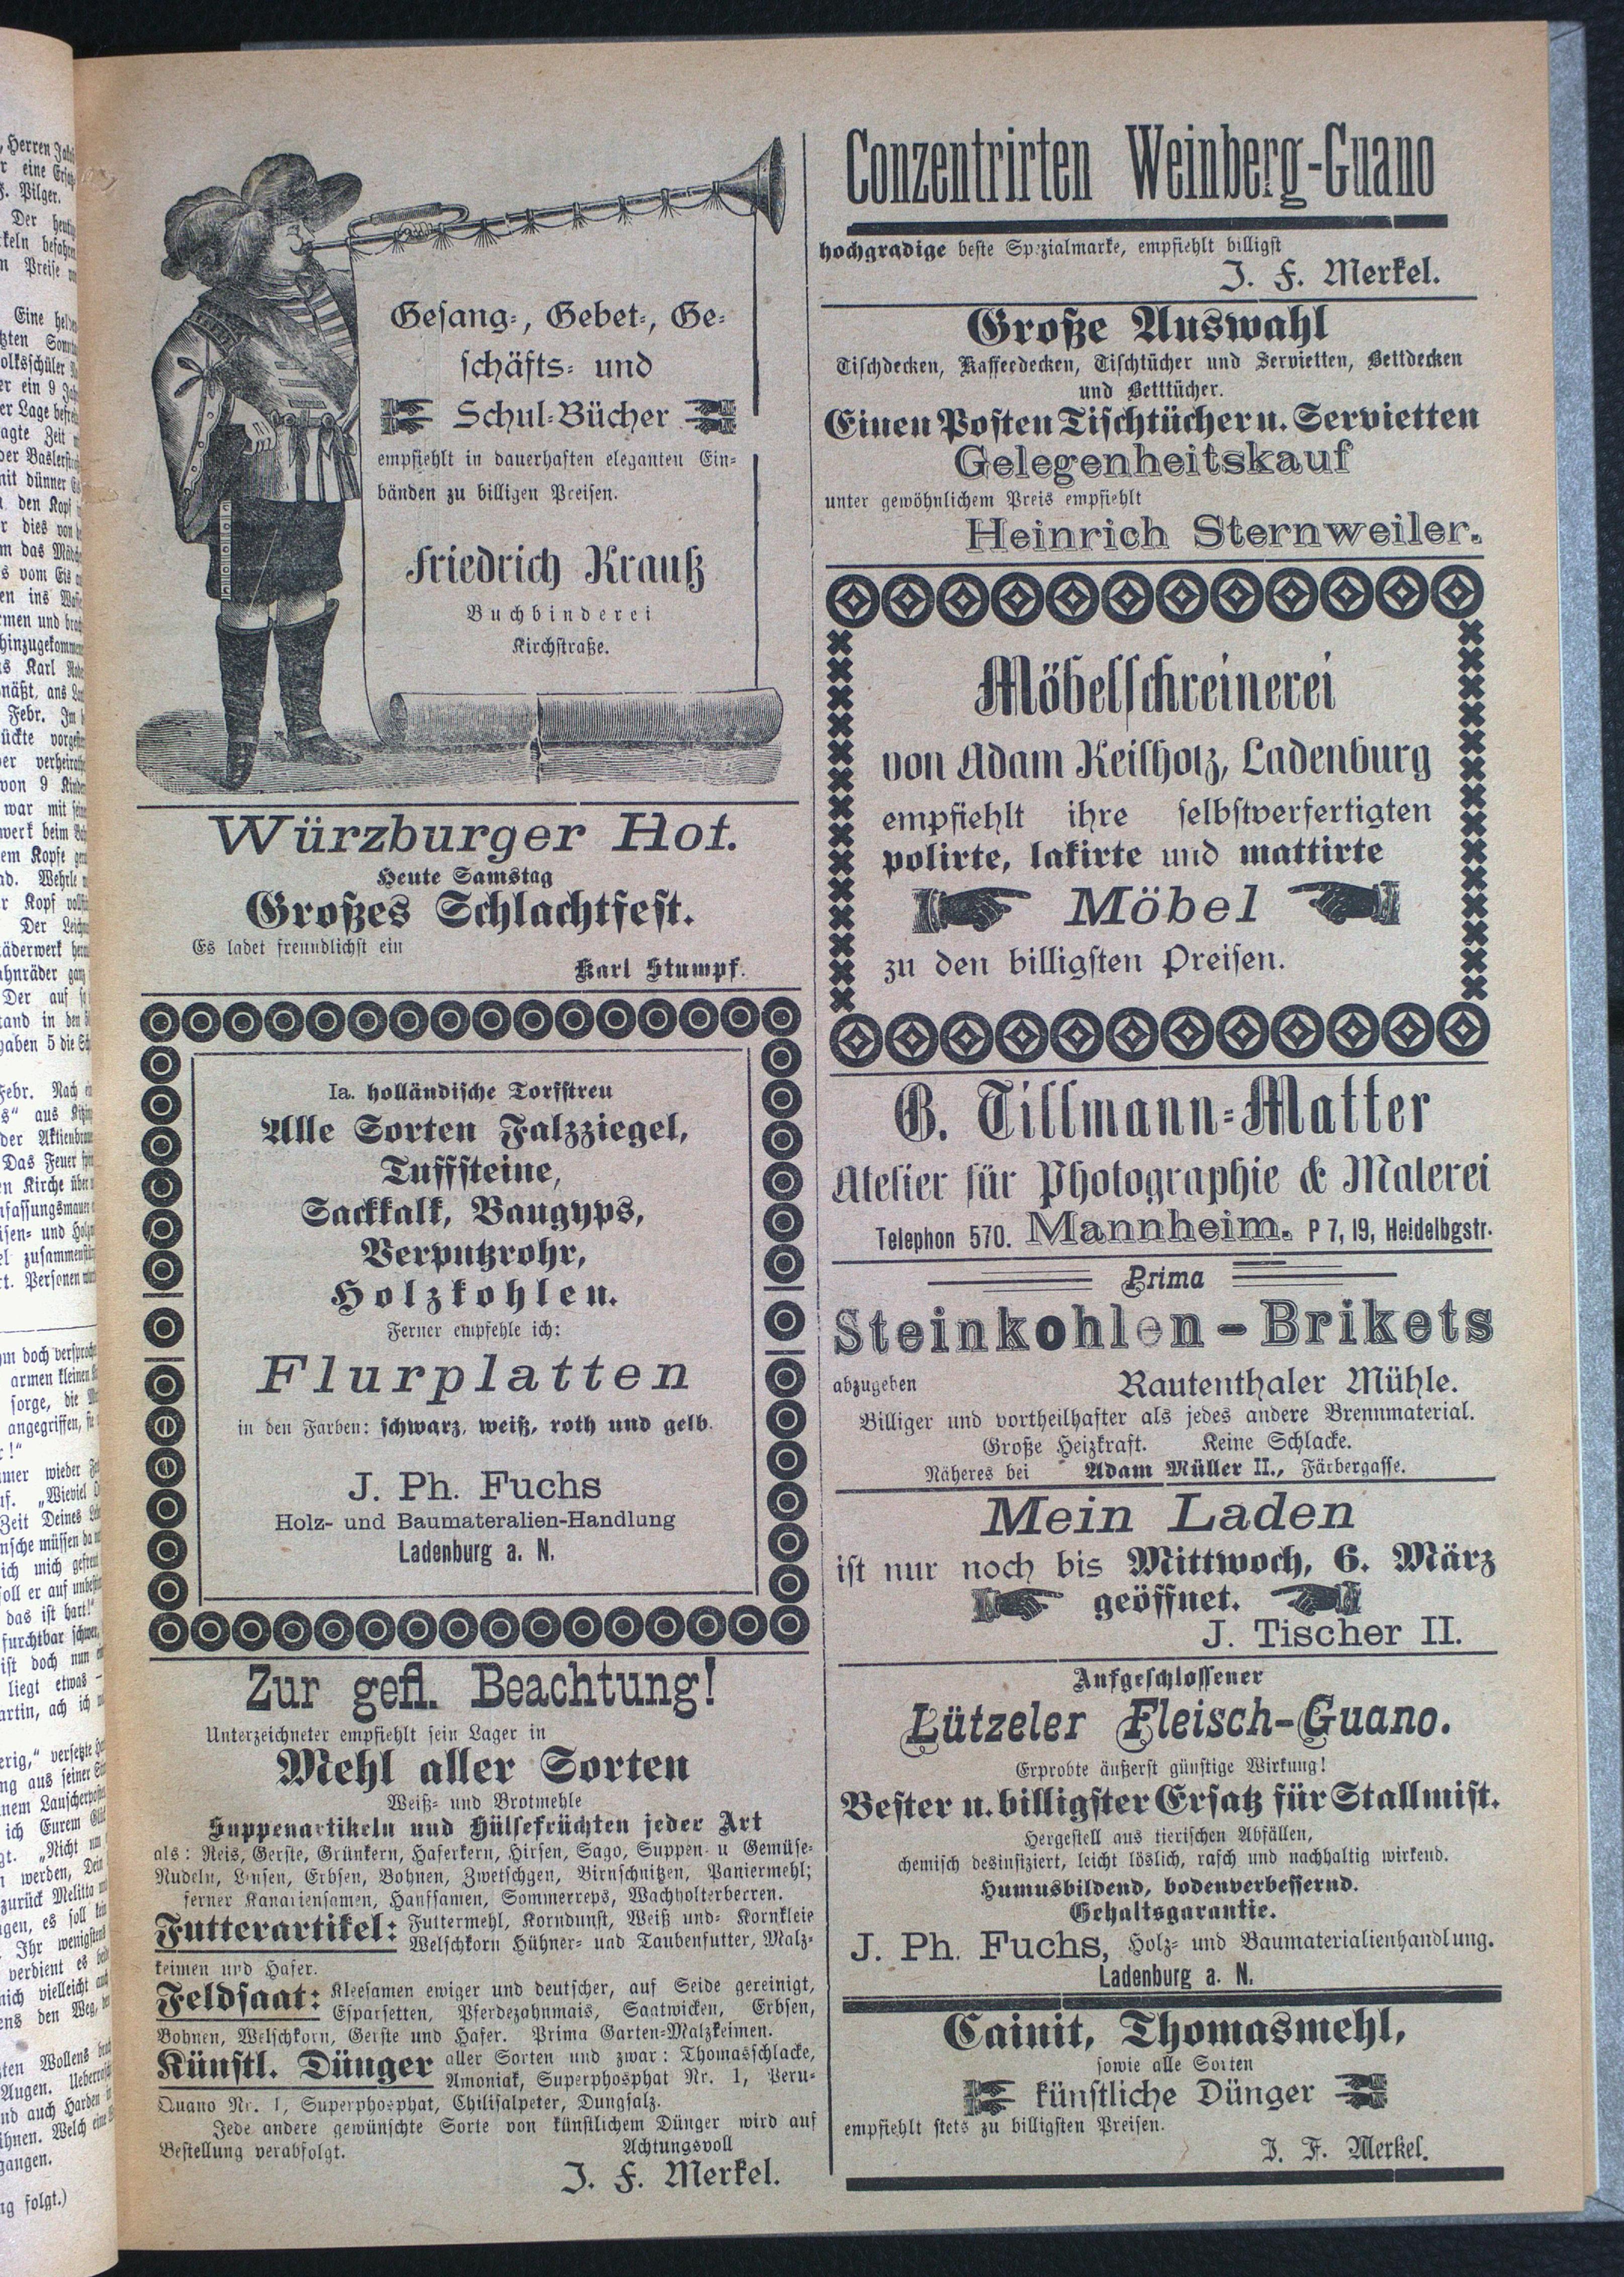 Gesang-, Gebet-, Ge-
schäfts- und
Schul-Bücher
empfiehlt in dauerhaften eleganten Ein-
bänden zu billigen Preisen.
Friedrich Krauß
Buchbinderei
Kirchstraße.
Würzburger Hof.
Heute Samstag
Großes Schlachtfest.
Es ladet freundlichst ein
Karl Stumpf.
Ia. holländische Torfstreu
Alle Sorten Falzziegel,
Tuffsteine,
Sackkalk, Baugyps,
Verputzrohr,
Holzkohlen.
Ferner empfehle ich:
Flurplatten
in den Farben: schwarz, weiß, roth und gelb.
J. Ph. Fuchs
Holz- und Baumateralien-Handlung
Ladenburg a. N.
Zur gefl. Beachtung!
Unterzeichneter empfiehlt sein Lager in
Mehl aller Sorten
Weiß- und Brotmehle
Suppenartikeln und Hülsefrüchten jeder Art
als: Reis, Gerste, Grünkern, Haferkern, Hirsen, Sago, Suppen- u Gemüse-
Nudeln, Linsen, Erbsen, Bohnen, Zwetschgen, Birnschnitzen, Paniermehl;
ferner Kanariensamen, Hanfsamen, Sommerreps, Wachholterberren.
Futterartikel: Futtermehl, Korndunst, Weiß und- Kornkleie
Welschkorn Hühner- und Taubenfutter, Malz-
keimen und Hafer.
Feldsaat: Kleesamen ewiger und deutscher, auf Seide gereinigt,
Esparsetten, Pferdezahnmais, Saatwicken, Erbsen,
Bohnen, Welschkorn, Gerste und Hafer. Prima Garten-Malzkeimen.
Künstl. Dünger aller Sorten und zwar: Thomasschlacke,
Amoniak, Superphosphat Nr. 1, Peru-
Quano Nr. 1, Superphosphat, Chilisalpeter, Dungsalz.
Jede andere gewünschte Sorte von künstlichem Dünger wird auf
Bestellung verabfolgt. Achtungsvoll
J. F. Merkel.
Conzentrirten Weinberg-Guano
hochgradige beste Spezialmarke, empfiehlt billigst
J. F. Merkel.
Große Auswahl
Tischdecken, Kaffeedecken, Tischtücher und Servietten, Bettdecken
und Betttücher.
Einen Posten Tischtücher u. Servietten
Gelegenheitskauf
unter gewöhnlichem Preis empfiehlt
Heinrich Sternweiler.
Möbelschreinerei
von Adam Keilholz, Ladenburg
empfiehlt ihre selbstverfertigten
polirte, lakirte und mattirte
Möbel
zu den billigsten Preisen.
G. Tillmann-Matter
Atelier für Photographie & Malerei
Telephon 570. Mannheim. P 7, 19, Heidelbgstr.
Prima
Steinkohlen-Brikets
abzugeben Rautenthaler Mühle.
Billiger und vortheilhafter als jedes andere Brennmaterial.
Große Heizkraft. Keine Schlacke.
Näheres bei Adam Müller II., Färbergasse.
Mein Laden
ist nur noch bis Mittwoch, 6. März
geöffnet.
J. Tischer II.
Aufgeschlossener
Lützeler Fleisch-Guano.
Erprobte äußerst günstige Wirkung!
Bester u. billigster Ersatz für Stallmist.
Hergestell aus tierischen Abfällen,
chemisch desinfiziert, leicht löslich, rasch und nachhaltig wirkend.
Humusbildend, bodenverbessernd.
Gehaltsgarantie.
J. Ph. Fuchs, Holz- und Baumaterialienhandlung.
Ladenburg a. N.
Cainit, Thomasmehl,
sowie alle Sorten
künstliche Dünger
empfiehlt stets zu billigsten Preisen.
J. F. Merkel.